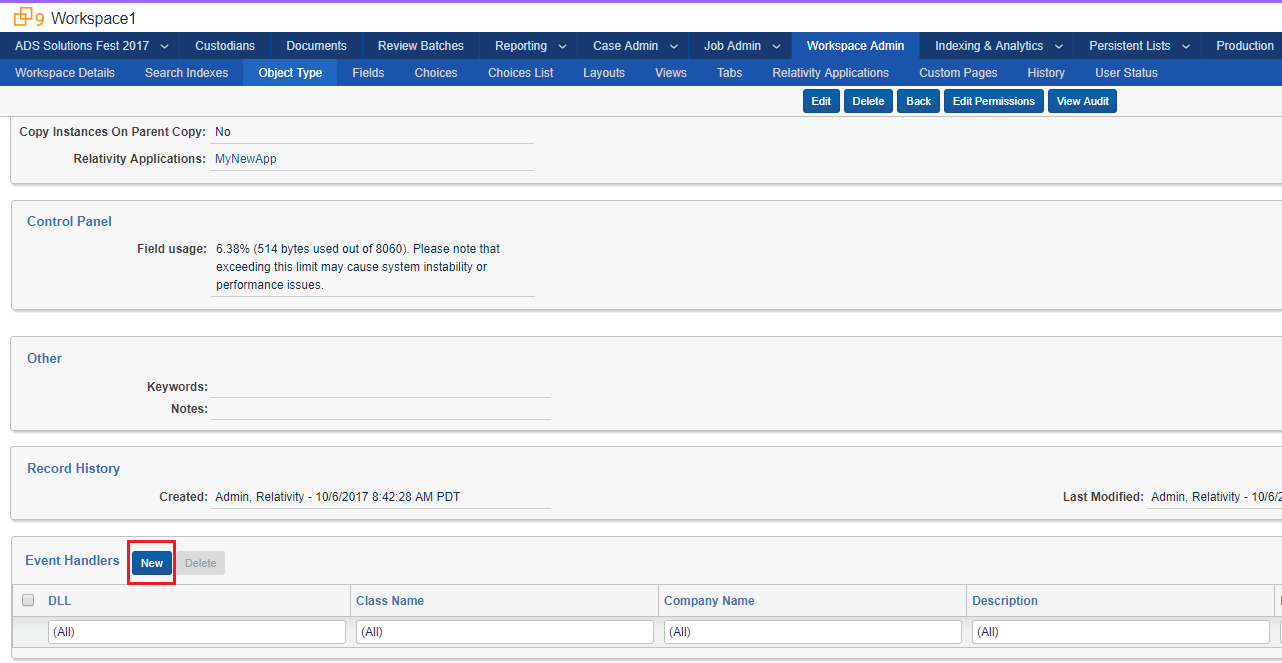 9 Workspace1
ADS Solutions Fest 2017 Custodians Documents Review Batches Reporting Case Admin Job Admin Workspace Admin Indexing & Analytics Persistent Lists Production
Workspace Details Search Indexes Object Type Fields Choices Choices List Layouts Views Tabs Relativity Applications Custom Pages History User Status
Edit Delete Back Edit Permissions View Audit
Copy Instances On Parent Copy: No
Relativity Applications: MyNewApp
Control Panel
Field usage: 6.38% (514 bytes used out of 8060). Please note that
exceeding this limit may cause system instability or
performance issues.
Other
Keywords:
Notes:
Record History
Created: Admin, Relativity - 10/6/2017 8:42:28 AM PDT Last Modified: Admin, Relativity - 10/6/2
Event Handlers New Delete
DLL Class Name Company Name Description
(All) (All) (All) (All)